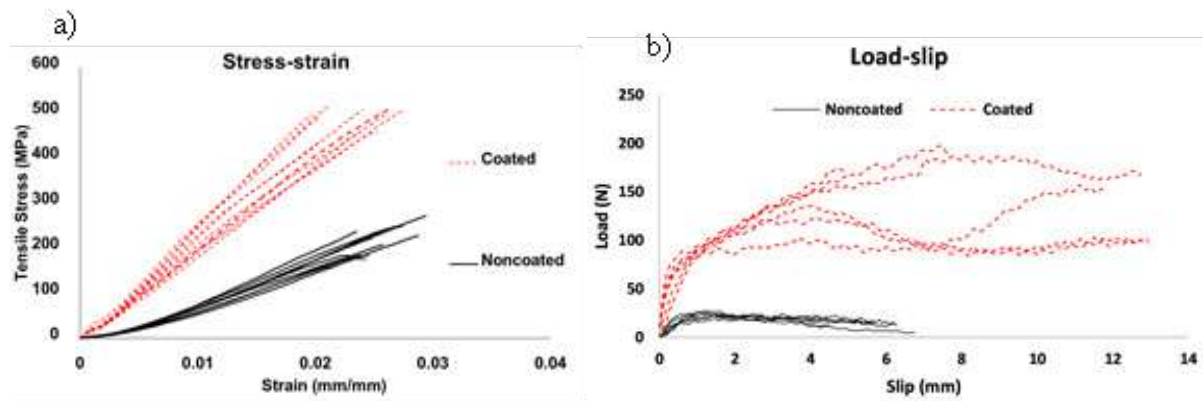 a)
Stress-strain
600
500
400
300
200
100
0
Tensile Stress (MPa)
Coated
Noncoated
0
0.01
0.02
0.03
0.04
Strain (mm/mm)
b)
Load-slip
250
200
150
100
50
0
Load (N)
Noncoated
Coated
0
2
4
6
8
10
12
14
Slip (mm)